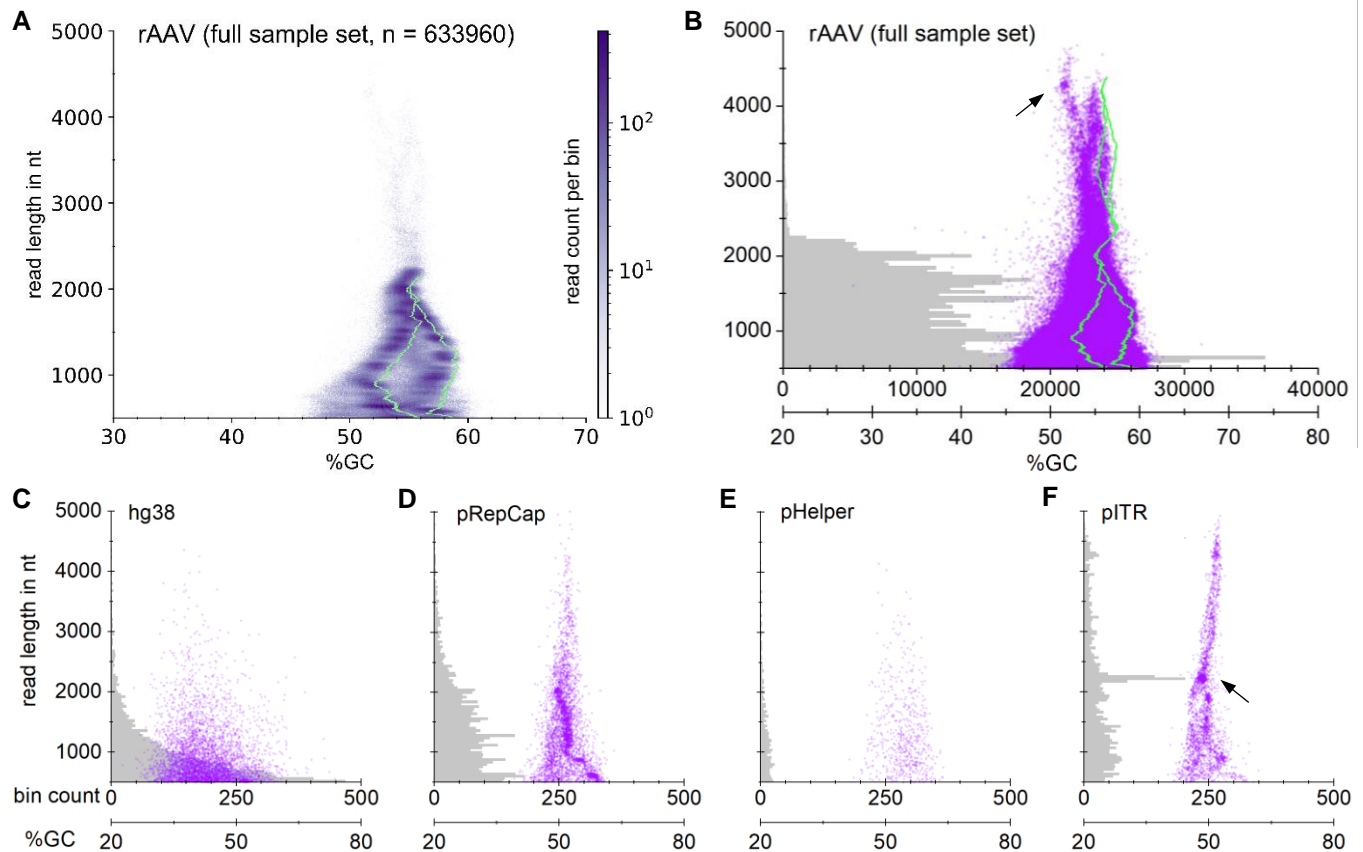 A
rAAV (full sample set, n = 633960)
5000
4000
3000
2000
1000
read length in nt
30 40 50 60 70
%GC
10²
10¹
10⁰
read count per bin
B
rAAV (full sample set)
5000
4000
3000
2000
1000
0 10000 20000 30000 40000
20 30 40 50 60 70 80
%GC
C
hg38
5000
4000
3000
2000
1000
read length in nt
bin count 0 250 500
%GC 20 50 80
D
pRepCap
0 250 500
20 50 80
E
pHelper
0 250 500
20 50 80
F
pITR
0 250 500
20 50 80